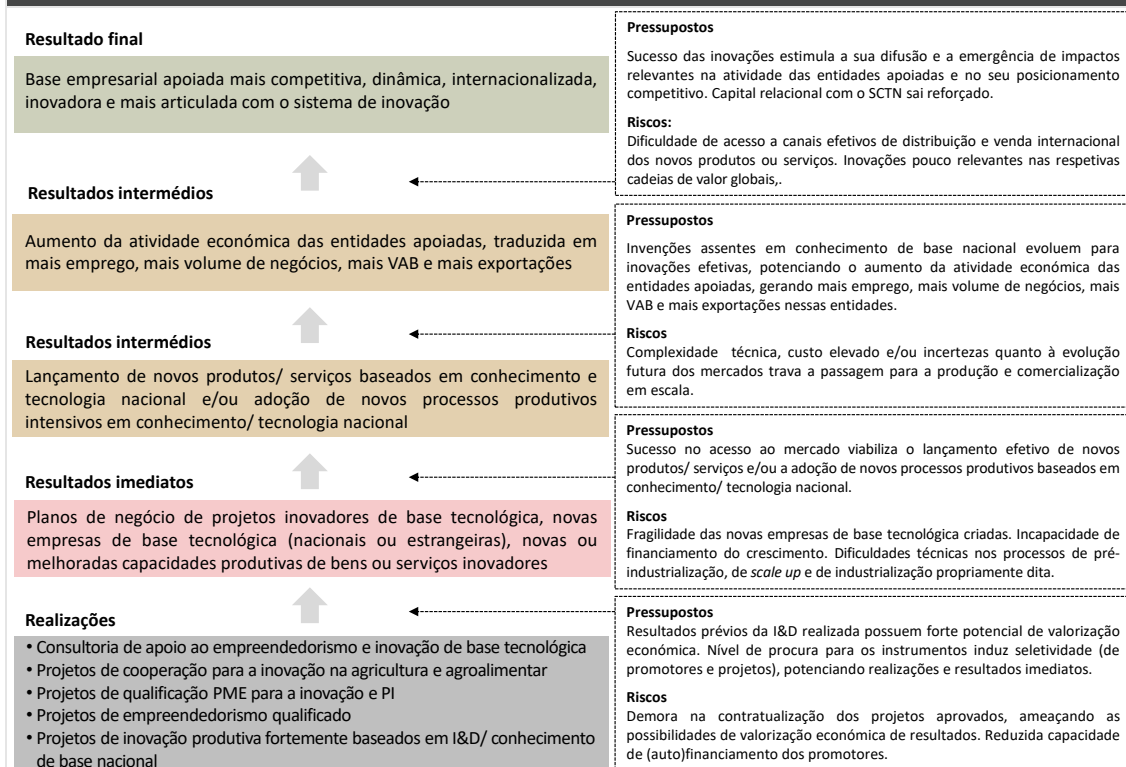 Resultado final
Base empresarial apoiada mais competitiva, dinâmica, internacionalizada,
inovadora e mais articulada com o sistema de inovação
Resultados intermédios
Aumento da atividade económica das entidades apoiadas, traduzida em
mais emprego, mais volume de negócios, mais VAB e mais exportações
Resultados intermédios
Lançamento de novos produtos/ serviços baseados em conhecimento e
tecnologia nacional e/ou adoção de novos processos produtivos
intensivos em conhecimento/ tecnologia nacional
Resultados imediatos
Planos de negócio de projetos inovadores de base tecnológica, novas
empresas de base tecnológica (nacionais ou estrangeiras), novas ou
melhoradas capacidades produtivas de bens ou serviços inovadores
Realizações
• Consultoria de apoio ao empreendedorismo e inovação de base tecnológica
• Projetos de cooperação para a inovação na agricultura e agroalimentar
• Projetos de qualificação PME para a inovação e PI
• Projetos de empreendedorismo qualificado
• Projetos de inovação produtiva fortemente baseados em I&D/ conhecimento
de base nacional
Pressupostos
Sucesso das inovações estimula a sua difusão e a emergência de impactos
relevantes na atividade das entidades apoiadas e no seu posicionamento
competitivo. Capital relacional com o SCTN sai reforçado.
Riscos:
Dificuldade de acesso a canais efetivos de distribuição e venda internacional
dos novos produtos ou serviços. Inovações pouco relevantes nas respetivas
cadeias de valor globais,.
Pressupostos
Invenções assentes em conhecimento de base nacional evoluem para
inovações efetivas, potenciando o aumento da atividade económica das
entidades apoiadas, gerando mais emprego, mais volume de negócios, mais
VAB e mais exportações nessas entidades.
Riscos
Complexidade técnica, custo elevado e/ou incertezas quanto à evolução
futura dos mercados trava a passagem para a produção e comercialização
em escala.
Pressupostos
Sucesso no acesso ao mercado viabiliza o lançamento efetivo de novos
produtos/ serviços e/ou a adoção de novos processos produtivos baseados em
conhecimento/ tecnologia nacional.
Riscos
Fragilidade das novas empresas de base tecnológica criadas. Incapacidade de
financiamento do crescimento. Dificuldades técnicas nos processos de pré-
industrialização, de scale up e de industrialização propriamente dita.
Pressupostos
Resultados prévios da I&D realizada possuem forte potencial de valorização
económica. Nível de procura para os instrumentos induz seletividade (de
promotores e projetos), potenciando realizações e resultados imediatos.
Riscos
Demora na contratualização dos projetos aprovados, ameaçando as
possibilidades de valorização económica de resultados. Reduzida capacidade
de (auto)financiamento dos promotores.